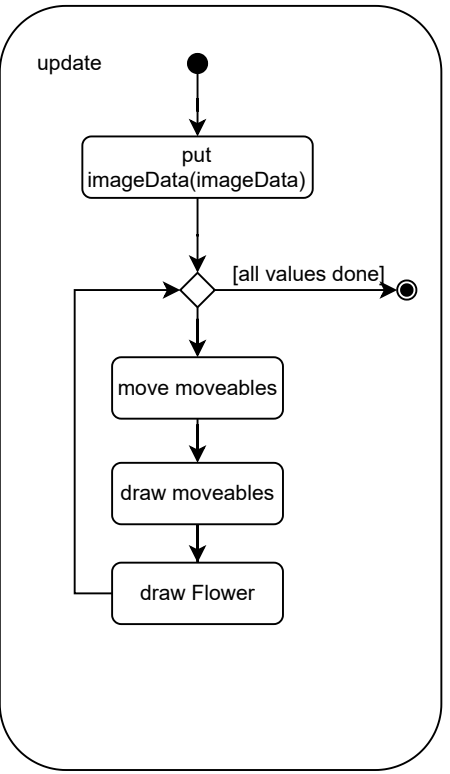 update
put
imageData(imageData)
[all values done]
move moveables
draw moveables
draw Flower